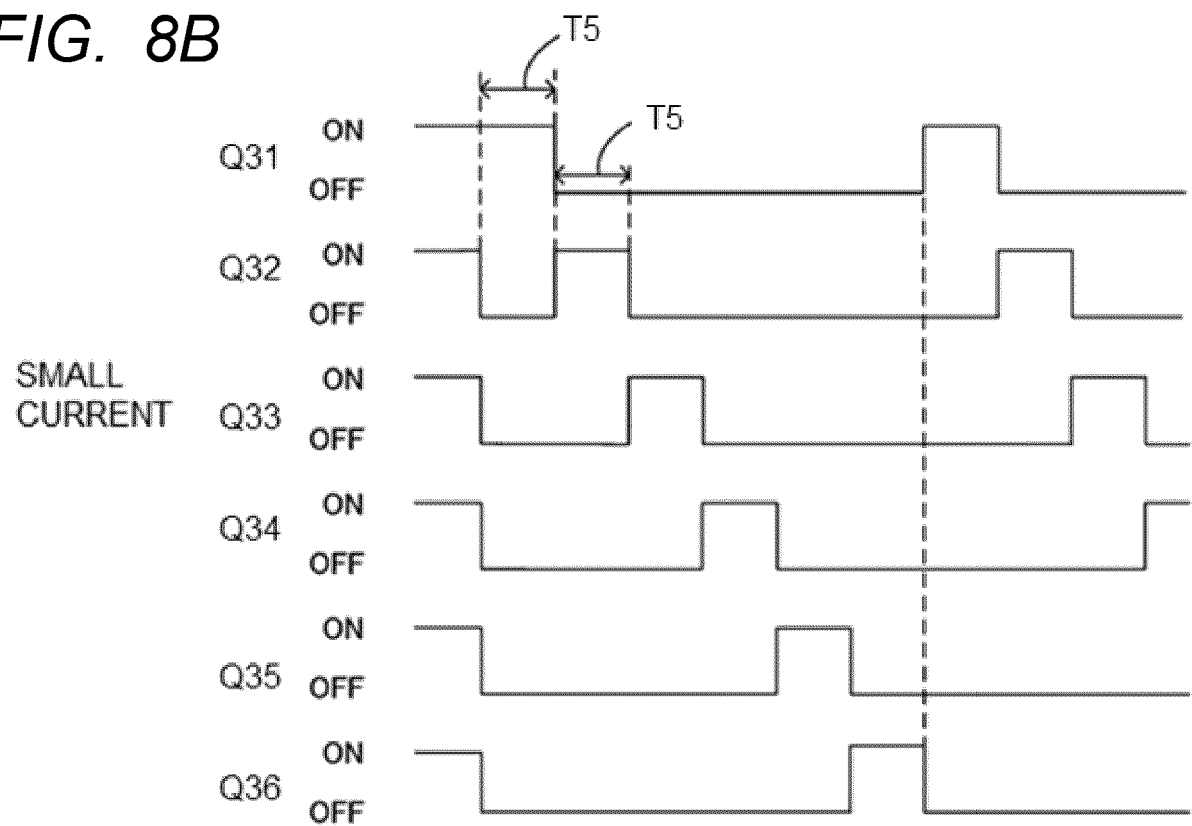 FIG. 8B
T5
T5
Q31 ON
OFF
Q32 ON
OFF
SMALL
CURRENT
Q33 ON
OFF
Q34 ON
OFF
Q35 ON
OFF
Q36 ON
OFF